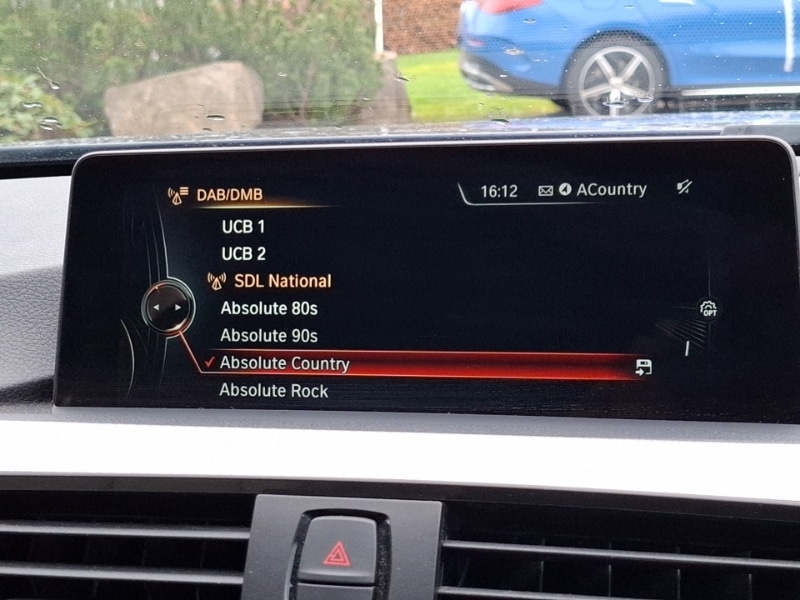 DAB/DMB
16:12 ACountry
UCB 1
UCB 2
SDL National
Absolute 80s
OPT
Absolute 90s
Absolute Country
Absolute Rock